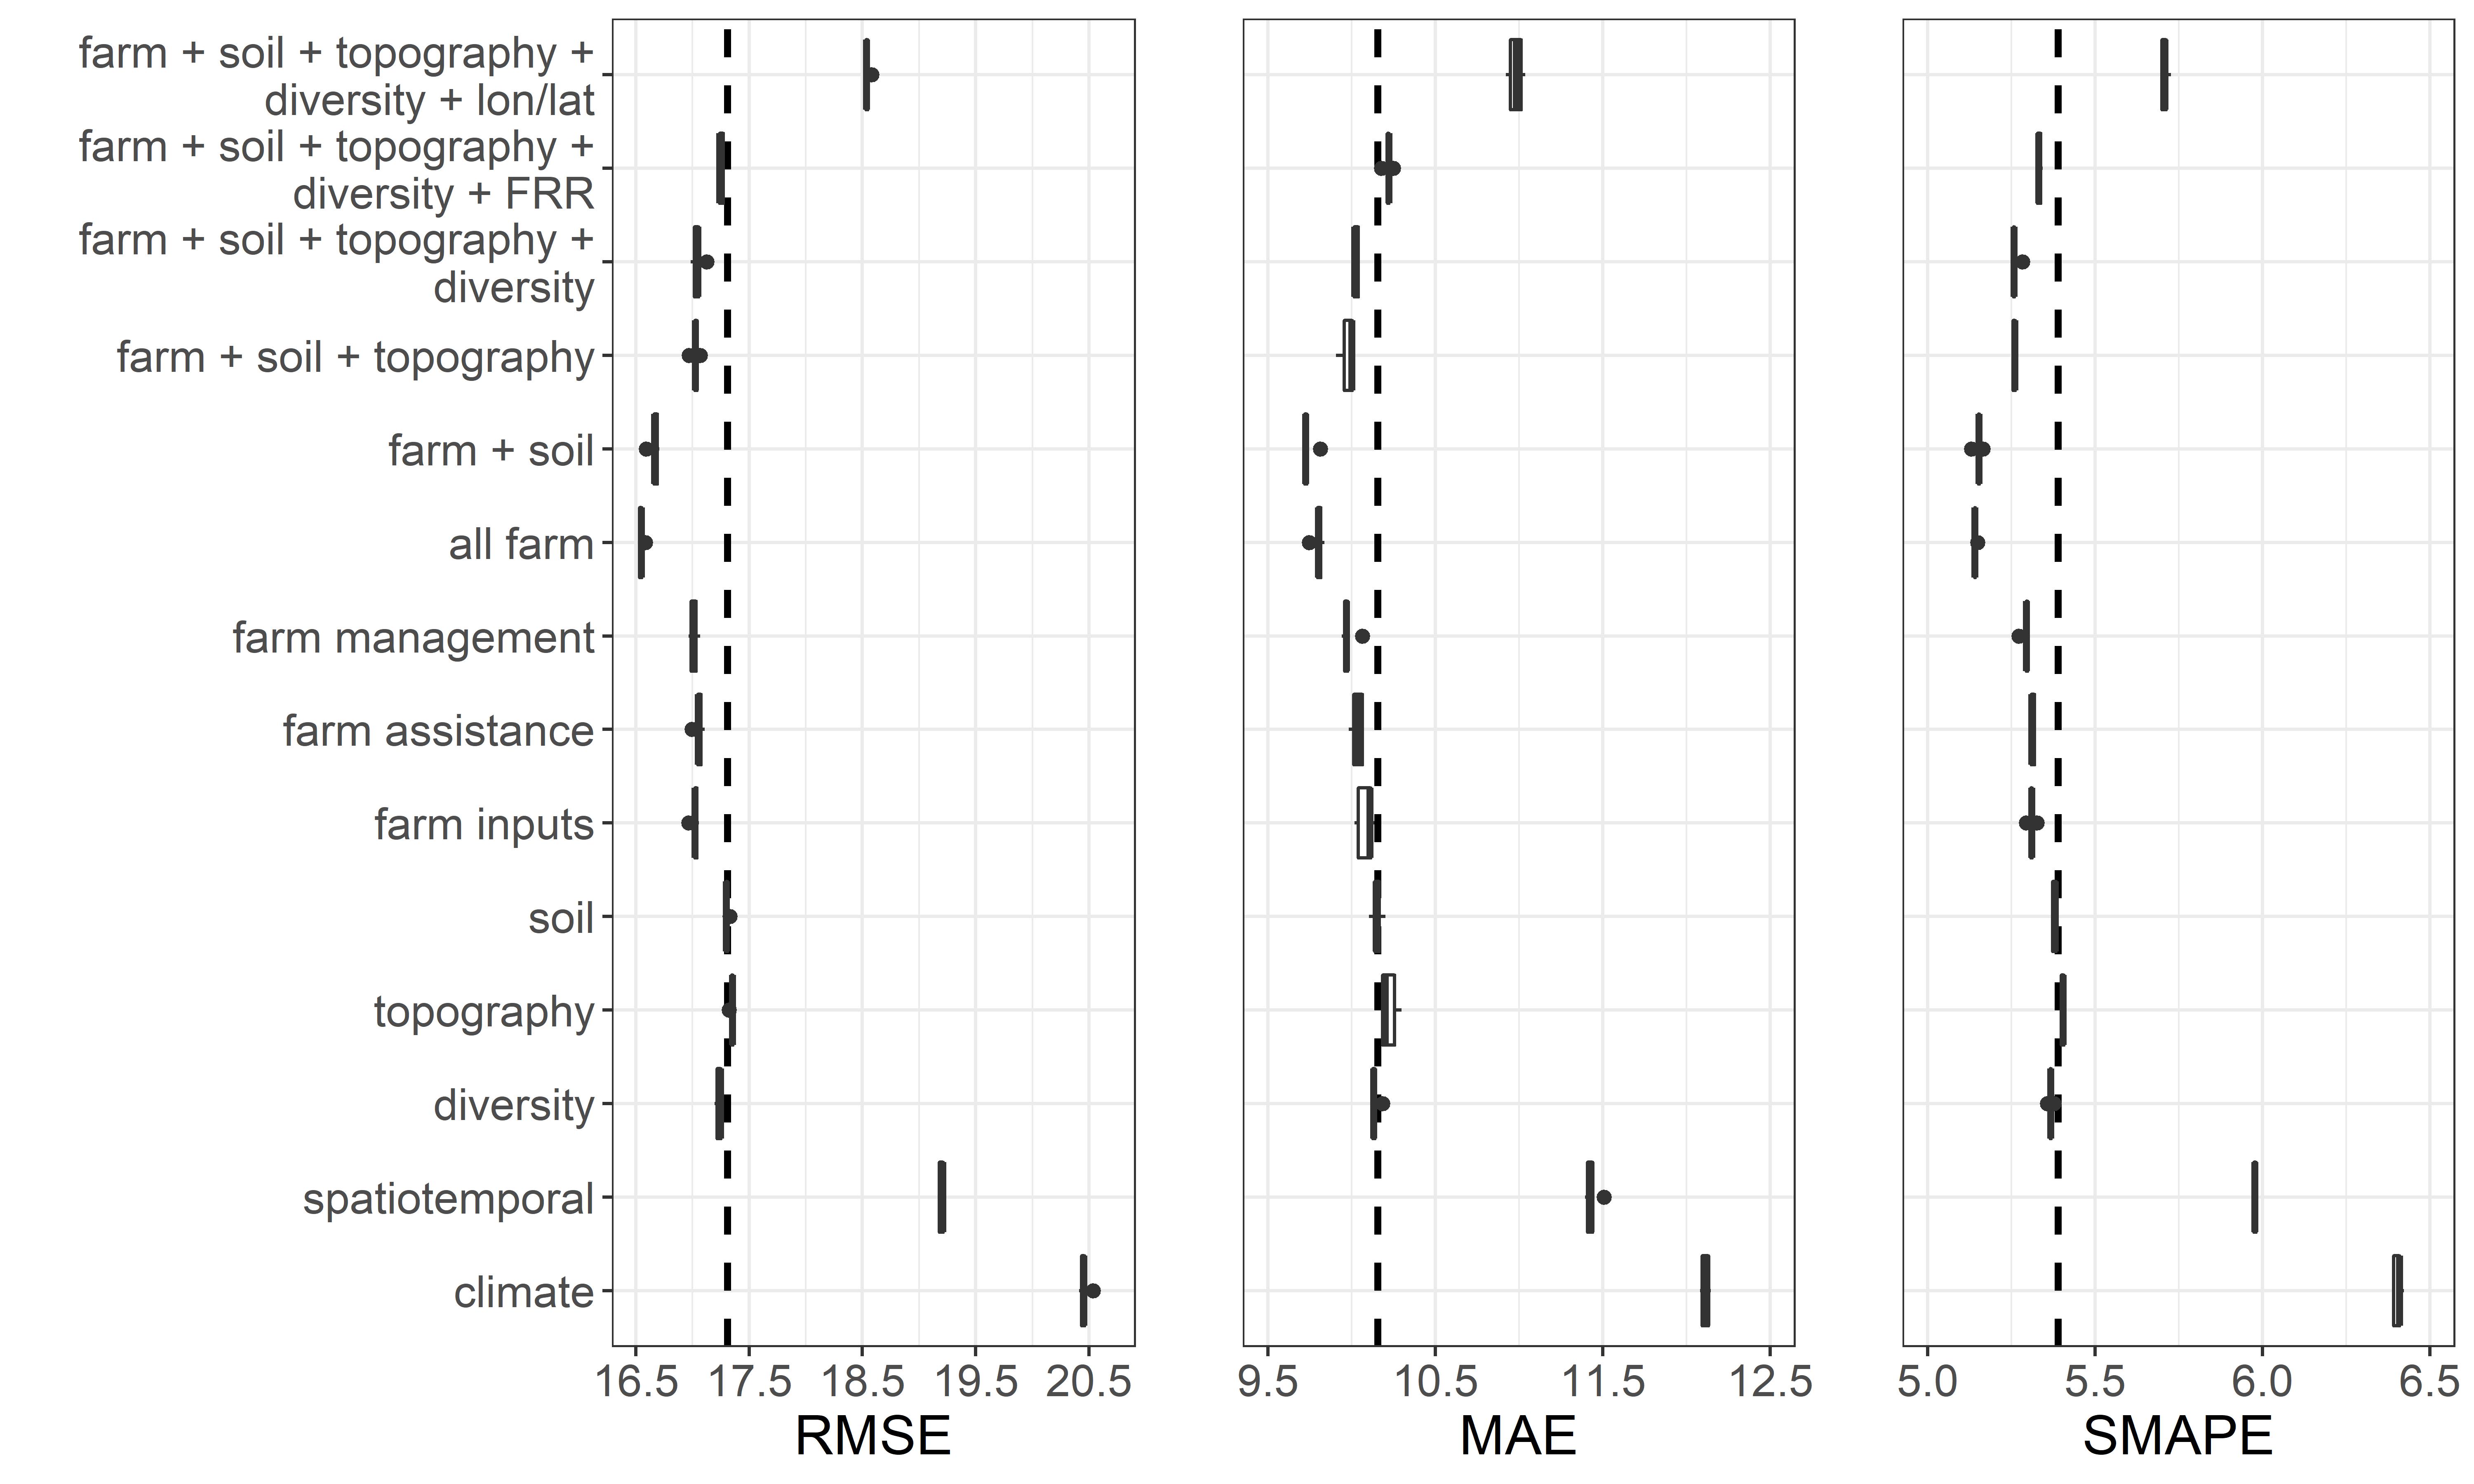 farm + soil + topography +
diversity + lon/lat
farm + soil + topography +
diversity + FRR
farm + soil + topography +
diversity
farm + soil + topography
farm + soil
all farm
farm management
farm assistance
farm inputs
soil
topography
diversity
spatiotemporal
climate
16.5 17.5 18.5 19.5 20.5
RMSE
9.5 10.5 11.5 12.5
MAE
5.0 5.5 6.0 6.5
SMAPE